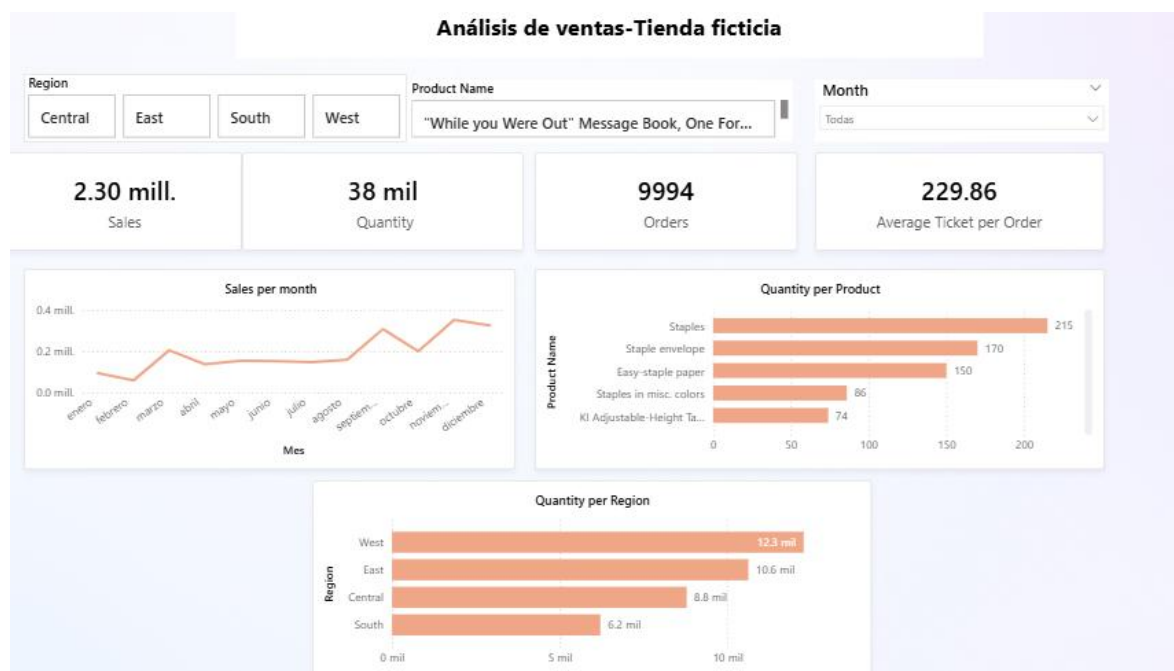 Análisis de ventas-Tienda ficticia
Region
Central
East
South
West
Product Name
"While you Were Out" Message Book, One For...
Month
Todas
2.30 mill.
Sales
38 mil
Quantity
9994
Orders
229.86
Average Ticket per Order
Sales per month
0.4 mill.
0.2 mill.
0.0 mill.
enero
febrero
marzo
abril
mayo
junio
julio
agosto
septiem...
octubre
noviem...
diciembre
Mes
Quantity per Product
Product Name
Staples
215
Staple envelope
170
Easy-staple paper
150
Staples in misc. colors
86
KI Adjustable-Height Ta...
74
0
50
100
150
200
Quantity per Region
Region
West
12.3 mil
East
10.6 mil
Central
8.8 mil
South
6.2 mil
0 mil
5 mil
10 mil